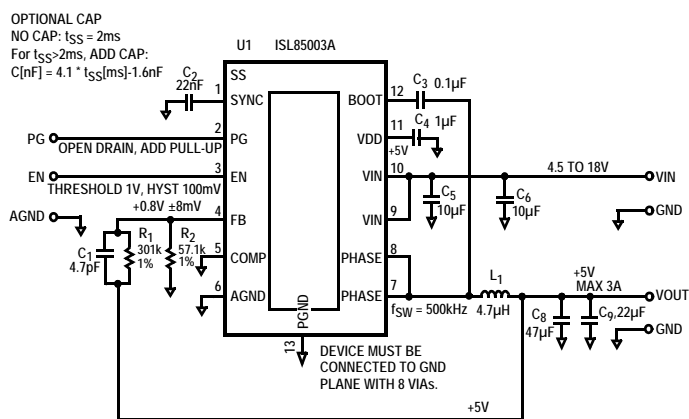 OPTIONAL CAP
NO CAP: tSS = 2ms
For tSS>2ms, ADD CAP:
C[nF] = 4.1 * tSS[ms]-1.6nF
U1 ISL85003A
C2
22nF
1
SS
SYNC
BOOT
12
C3 0.1µF
PG
OPEN DRAIN, ADD PULL-UP
2
PG
VDD
11
C4 1µF
+5V
EN
THRESHOLD 1V, HYST 100mV
3
EN
VIN
10
4.5 TO 18V
VIN
C5
10µF
C6
10µF
GND
AGND
+0.8V ±8mV
4
FB
VIN
9
C1
4.7pF
R1
301k
1%
R2
57.1k
1%
5
COMP
PHASE
8
6
AGND
PHASE
7
fSW = 500kHz
L1
4.7µH
+5V
MAX 3A
VOUT
C8
47µF
C9,22µF
GND
PGND
13
DEVICE MUST BE
CONNECTED TO GND
PLANE WITH 8 VIAs.
+5V